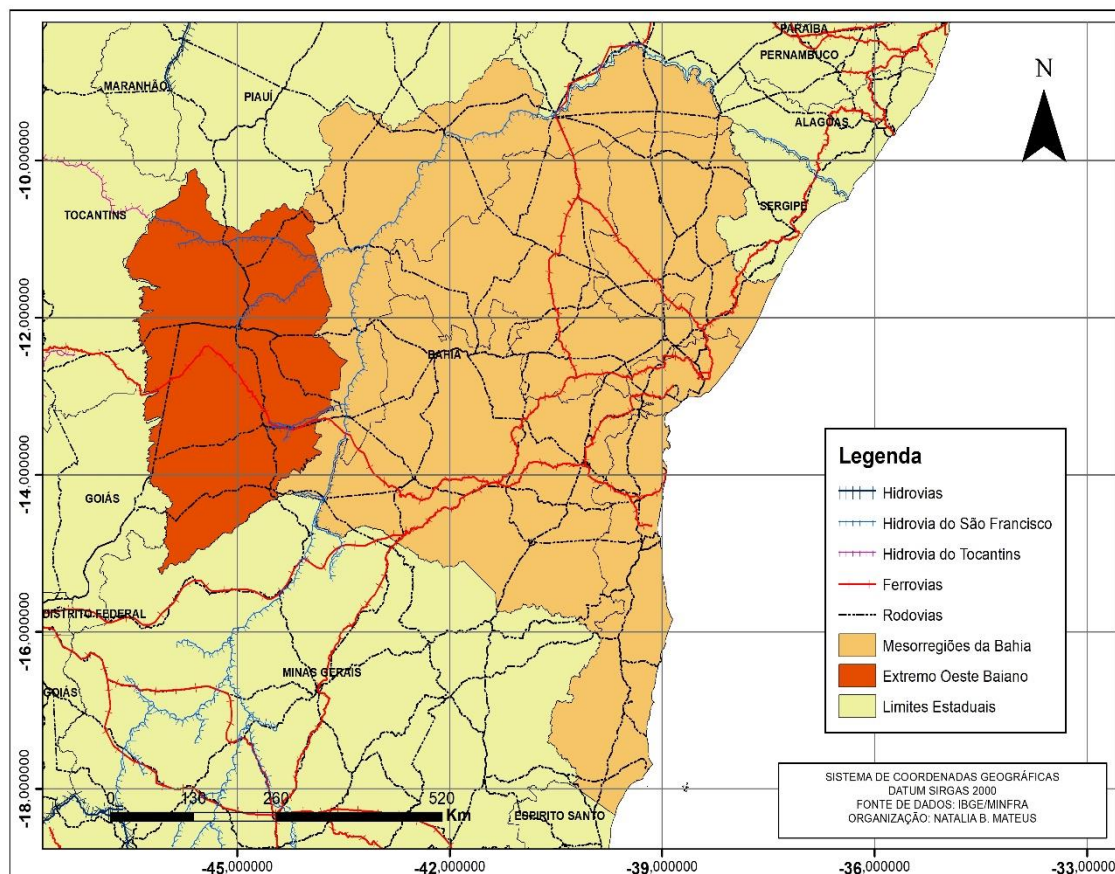 PARAÍBA
PERNAMBUCO
MARANHÃO
PIAUÍ
N
ALAGOAS
-10.000000
TOCANTINS
SERGIPE
-12.000000
BAHIA
-14.000000
GOIÁS
Legenda
Hidrovias
Hidrovia do São Francisco
Hidrovia do Tocantins
Ferrovias
Rodovias
Mesorregiões da Bahia
Extremo Oeste Baiano
Limites Estaduais
DISTRITO FEDERAL
-16.000000
MINAS GERAIS
GOIÁS
-18.000000
0 130 260 520
Km
ESPIRITO SANTO
SISTEMA DE COORDENADAS GEOGRÁFICAS
DATUM SIRGAS 2000
FONTE DE DADOS: IBGE/MINFRA
ORGANIZAÇÃO: NATALIA B. MATEUS
-45.000000 -42.000000 -39.000000 -36.000000 -33.000000